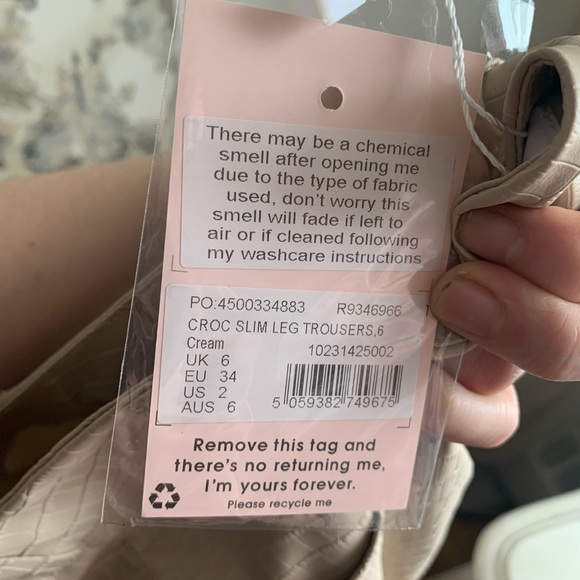 There may be a chemical
smell after opening me
due to the type of fabric
used, don't worry this
smell will fade if left to
air or if cleaned following
my washcare instructions
PO:4500334883 R9346966
CROC SLIM LEG TROUSERS,6
Cream 10231425002
UK 6
EU 34
US 2
AUS 6
5 059382 749675
Remove this tag and
there's no returning me,
I'm yours forever.
Please recycle me